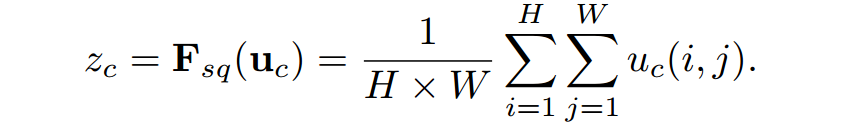 $z_c = \mathbf{F}_{sq}(\mathbf{u}_c) = \frac{1}{H \times W} \sum_{i=1}^{H} \sum_{j=1}^{W} u_c(i, j).$